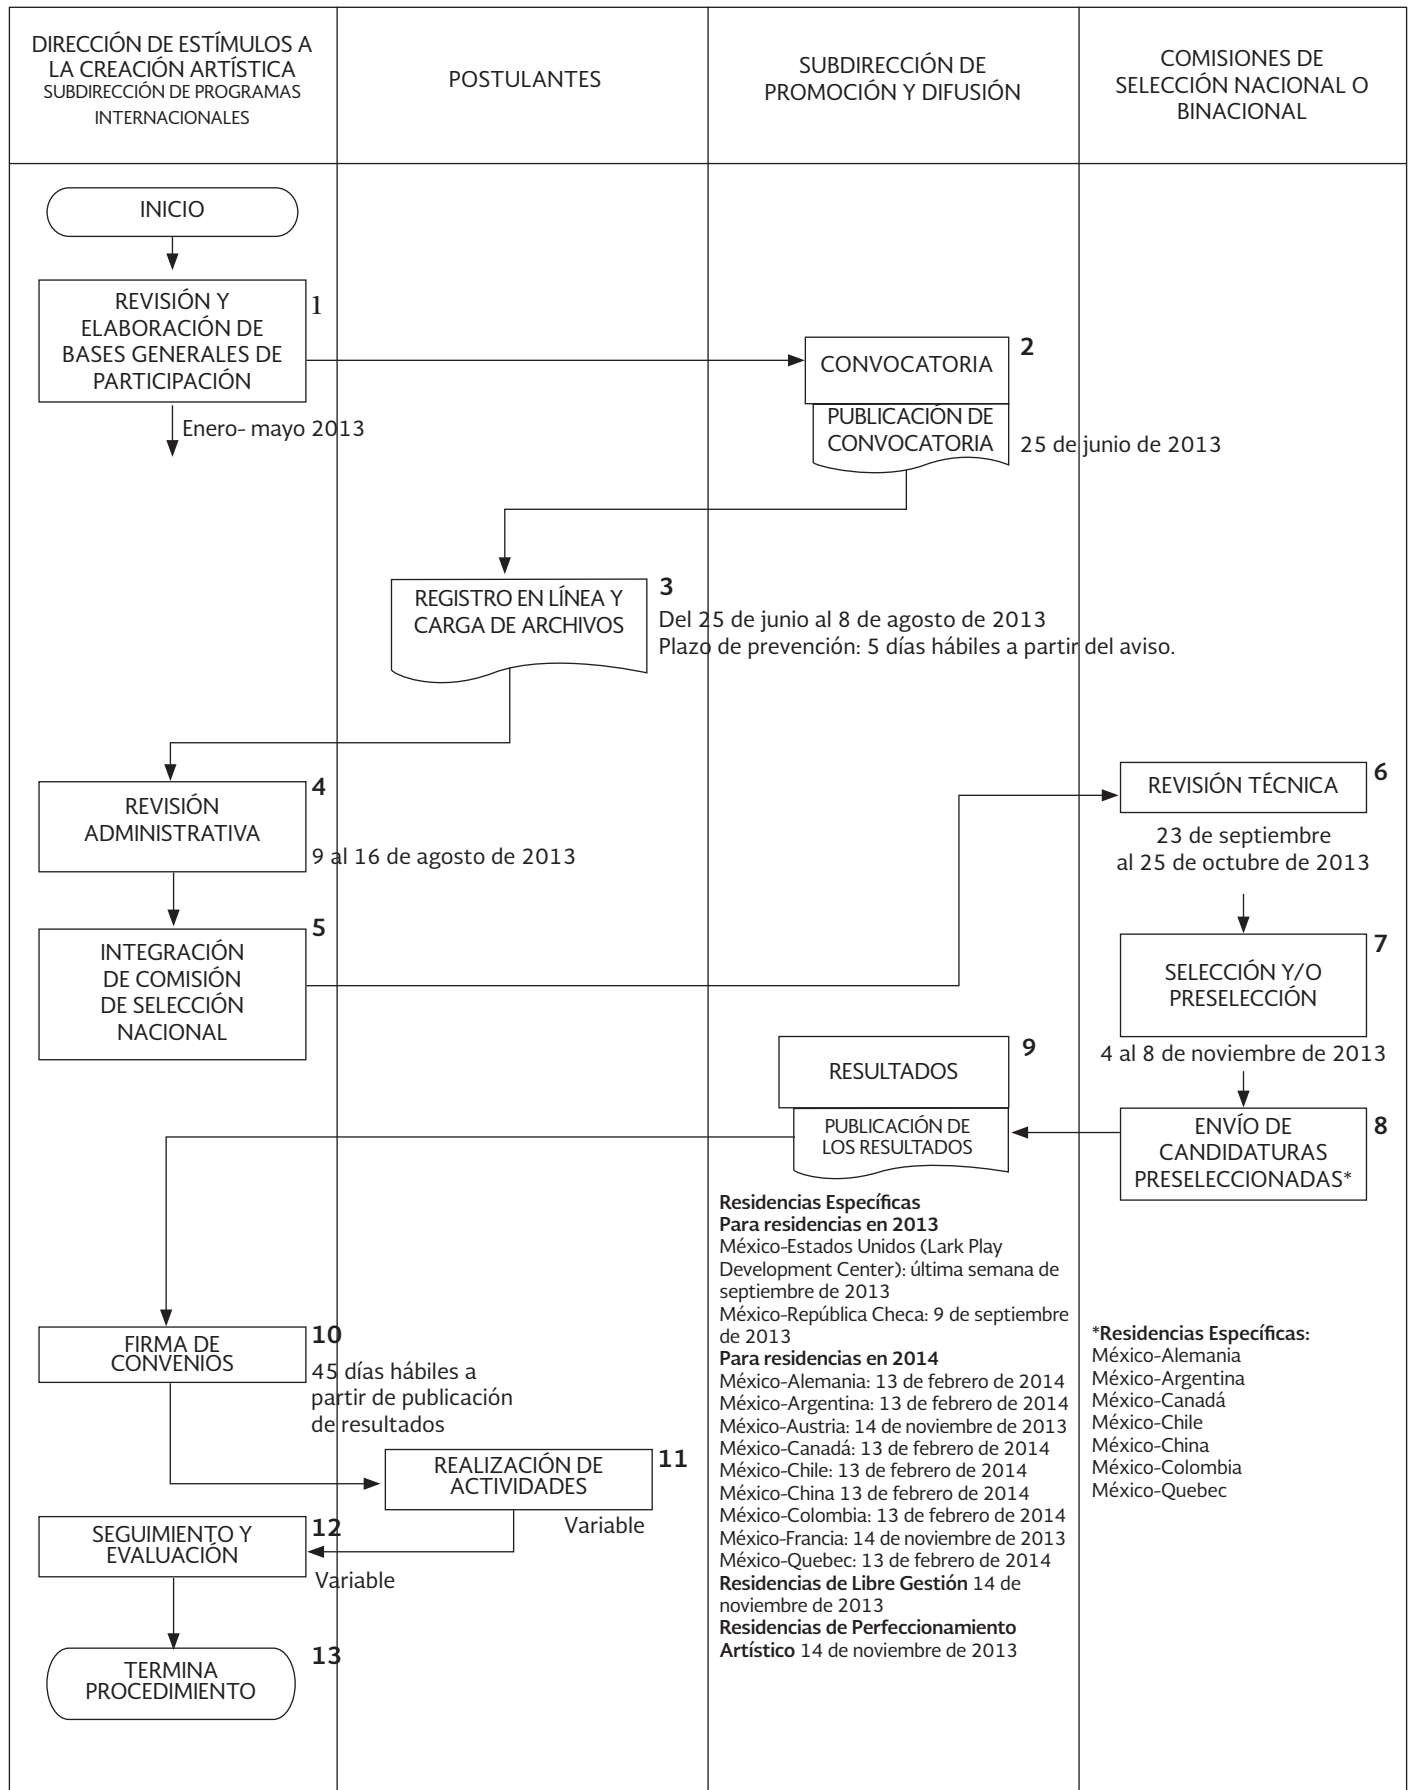 DIRECCIÓN DE ESTÍMULOS A
LA CREACIÓN ARTÍSTICA
SUBDIRECCIÓN DE PROGRAMAS
INTERNACIONALES
POSTULANTES
SUBDIRECCIÓN DE
PROMOCIÓN Y DIFUSIÓN
COMISIONES DE
SELECCIÓN NACIONAL O
BINACIONAL
INICIO
1
REVISIÓN Y
ELABORACIÓN DE
BASES GENERALES DE
PARTICIPACIÓN
Enero- mayo 2013
2
CONVOCATORIA
PUBLICACIÓN DE
CONVOCATORIA
25 de junio de 2013
3
REGISTRO EN LÍNEA Y
CARGA DE ARCHIVOS
Del 25 de junio al 8 de agosto de 2013
Plazo de prevención: 5 días hábiles a partir del aviso.
4
REVISIÓN
ADMINISTRATIVA
9 al 16 de agosto de 2013
5
INTEGRACIÓN
DE COMISIÓN
DE SELECCIÓN
NACIONAL
6
REVISIÓN TÉCNICA
23 de septiembre
al 25 de octubre de 2013
7
SELECCIÓN Y/O
PRESELECCIÓN
4 al 8 de noviembre de 2013
8
ENVÍO DE
CANDIDATURAS
PRESELECCIONADAS*
9
RESULTADOS
PUBLICACIÓN DE
LOS RESULTADOS
Residencias Específicas
Para residencias en 2013
México-Estados Unidos (Lark Play
Development Center): última semana de
septiembre de 2013
México-República Checa: 9 de septiembre
de 2013
Para residencias en 2014
México-Alemania: 13 de febrero de 2014
México-Argentina: 13 de febrero de 2014
México-Austria: 14 de noviembre de 2013
México-Canadá: 13 de febrero de 2014
México-Chile: 13 de febrero de 2014
México-China 13 de febrero de 2014
México-Colombia: 13 de febrero de 2014
México-Francia: 14 de noviembre de 2013
México-Quebec: 13 de febrero de 2014
Residencias de Libre Gestión 14 de
noviembre de 2013
Residencias de Perfeccionamiento
Artístico 14 de noviembre de 2013
*Residencias Específicas:
México-Alemania
México-Argentina
México-Canadá
México-Chile
México-China
México-Colombia
México-Quebec
10
FIRMA DE
CONVENIOS
45 días hábiles a
partir de publicación
de resultados
11
REALIZACIÓN DE
ACTIVIDADES
Variable
12
SEGUIMIENTO Y
EVALUACIÓN
Variable
13
TERMINA
PROCEDIMIENTO